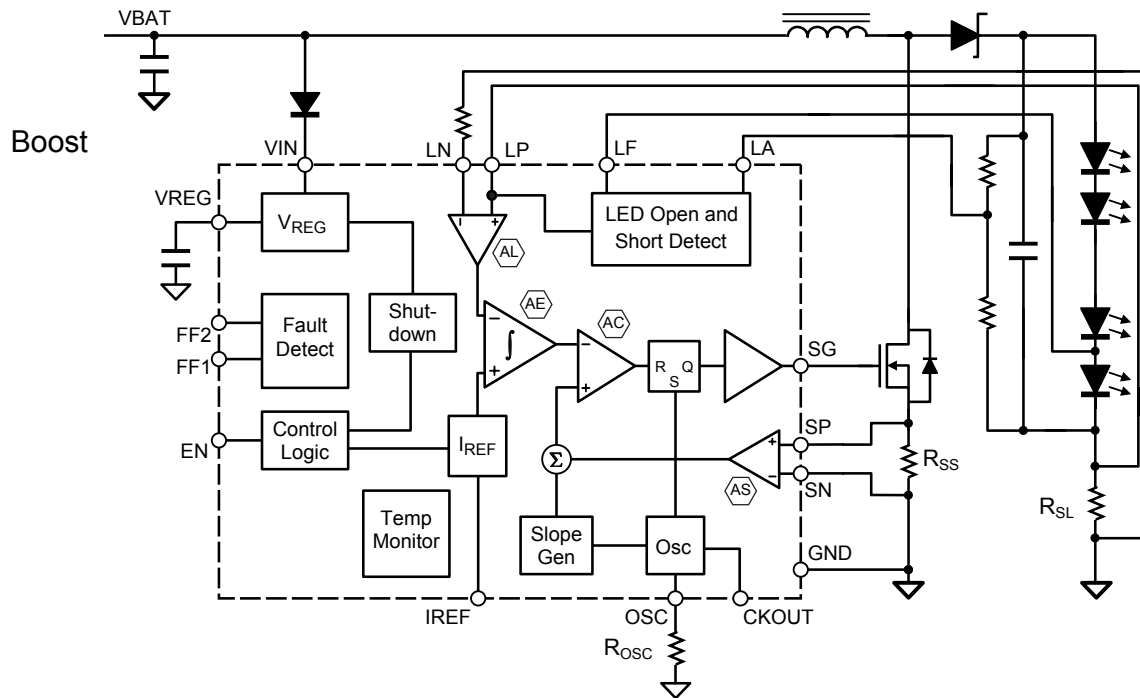 VBAT
Boost
VIN
LN
LP
LF
LA
VREG
VREG
LED Open and
Short Detect
AL
Shut-
down
AE
AC
FF2
FF1
Fault
Detect
R
S
Q
SG
EN
Control
Logic
IREF
Σ
SP
SN
AS
RSS
RSL
Temp
Monitor
Slope
Gen
Osc
GND
IREF
OSC
CKOUT
ROSC